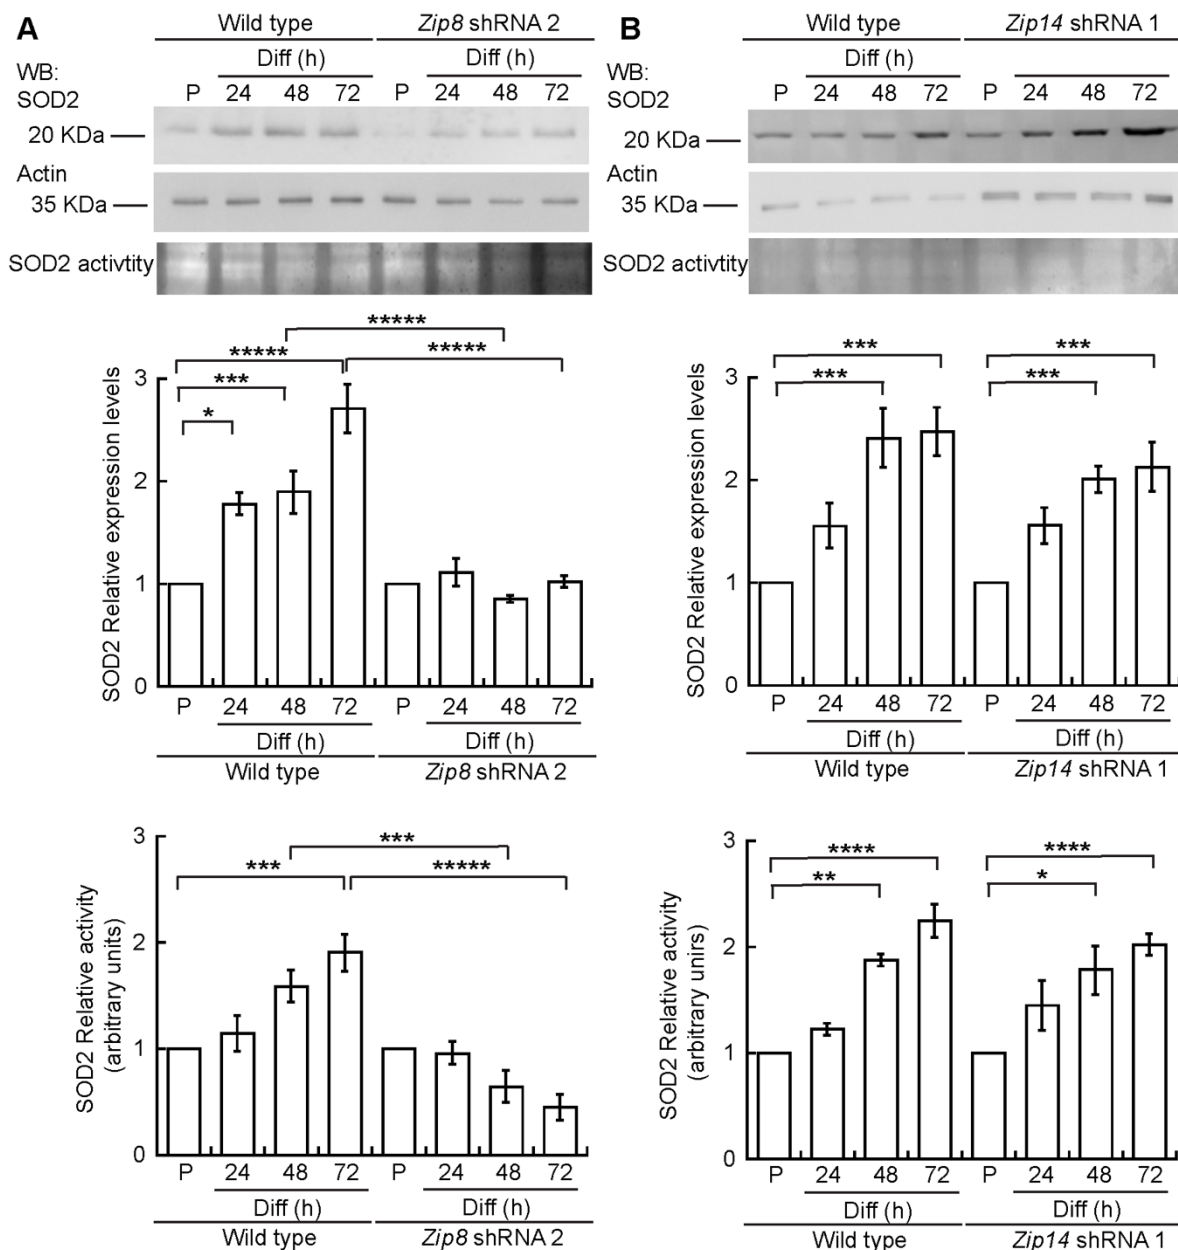 A
Wild type
Zip8 shRNA 2
Diff (h)
Diff (h)
WB:
SOD2
P 24 48 72 P 24 48 72
20 KDa
Actin
35 KDa
SOD2 activtity
*****
*****
*****
***
*
SOD2 Relative expression levels
3
2
1
0
P 24 48 72 P 24 48 72
Diff (h)
Diff (h)
Wild type
Zip8 shRNA 2
***
***
*****
SOD2 Relative activity
(arbitrary units)
3
2
1
0
P 24 48 72 P 24 48 72
Diff (h)
Diff (h)
Wild type
Zip8 shRNA 2
B
Wild type
Zip14 shRNA 1
Diff (h)
WB:
SOD2
P 24 48 72 P 24 48 72
20 KDa
Actin
35 KDa
SOD2 activtity
***
***
***
***
SOD2 Relative expression levels
3
2
1
0
P 24 48 72 P 24 48 72
Diff (h)
Diff (h)
Wild type
Zip14 shRNA 1
****
****
**
*
SOD2 Relative activity
(arbitrary unirs)
3
2
1
0
P 24 48 72 P 24 48 72
Diff (h)
Diff (h)
Wild type
Zip14 shRNA 1